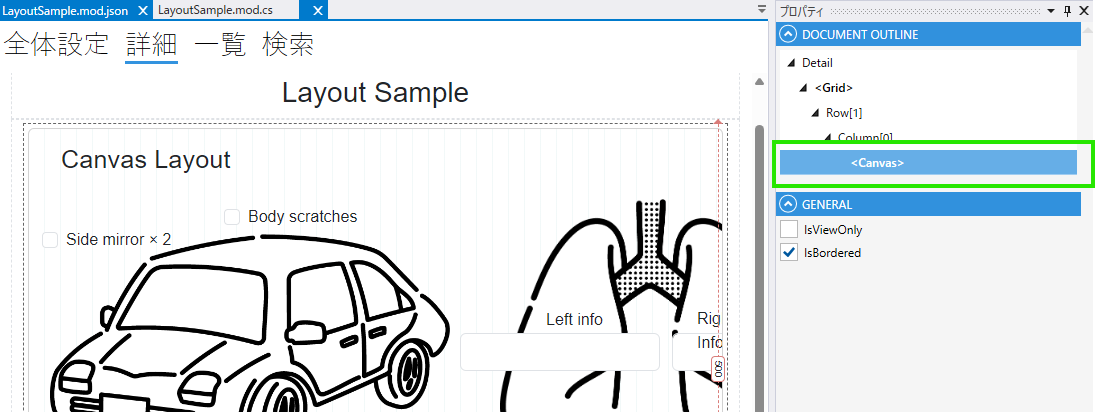 LayoutSample.mod.json
LayoutSample.mod.cs
全体設定 詳細 一覧 検索
Layout Sample
Canvas Layout
Body scratches
Side mirror × 2
Left info
Rig
Info
500
プロパティ
DOCUMENT OUTLINE
Detail
<Grid>
Row[1]
Column[0]
<Canvas>
GENERAL
IsViewOnly
IsBordered